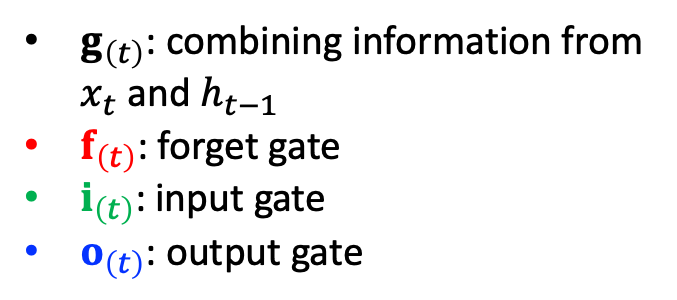 • g(t): combining information from
xt and ht−1
• f(t): forget gate
• i(t): input gate
• o(t): output gate